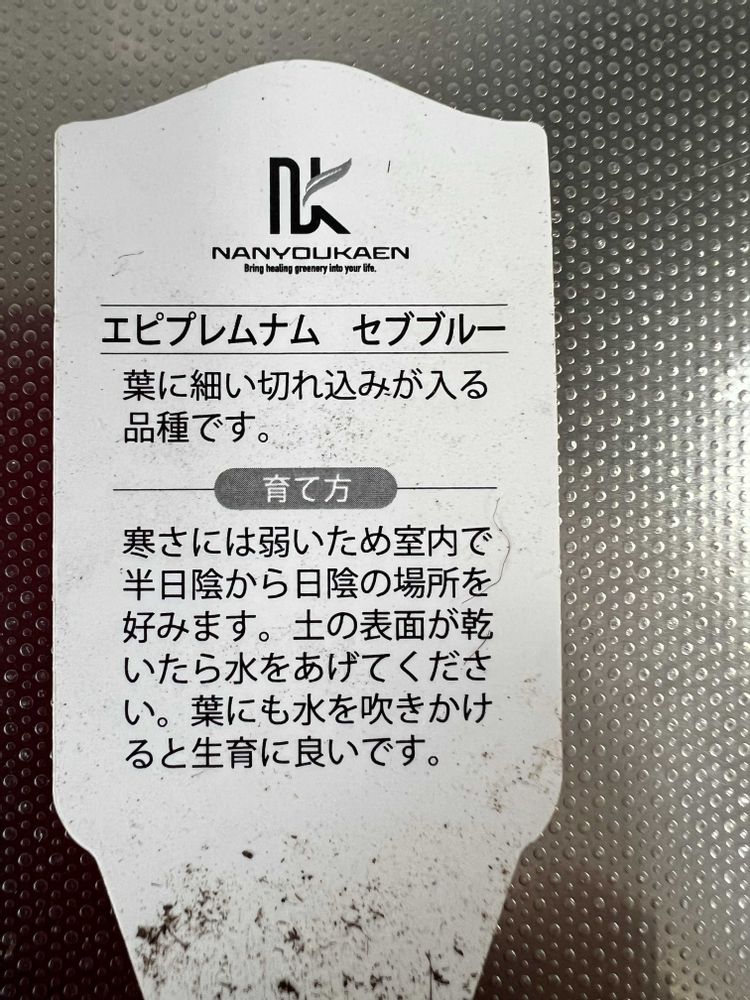 NANYOUKAEN
Bring healing greenery into your life.
エピプレムナム　セブブルー
葉に細い切れ込みが入る
品種です。
育て方
寒さには弱いため室内で
半日陰から日陰の場所を
好みます。土の表面が乾
いたら水をあげてくださ
い。葉にも水を吹きかけ
ると生育に良いです。